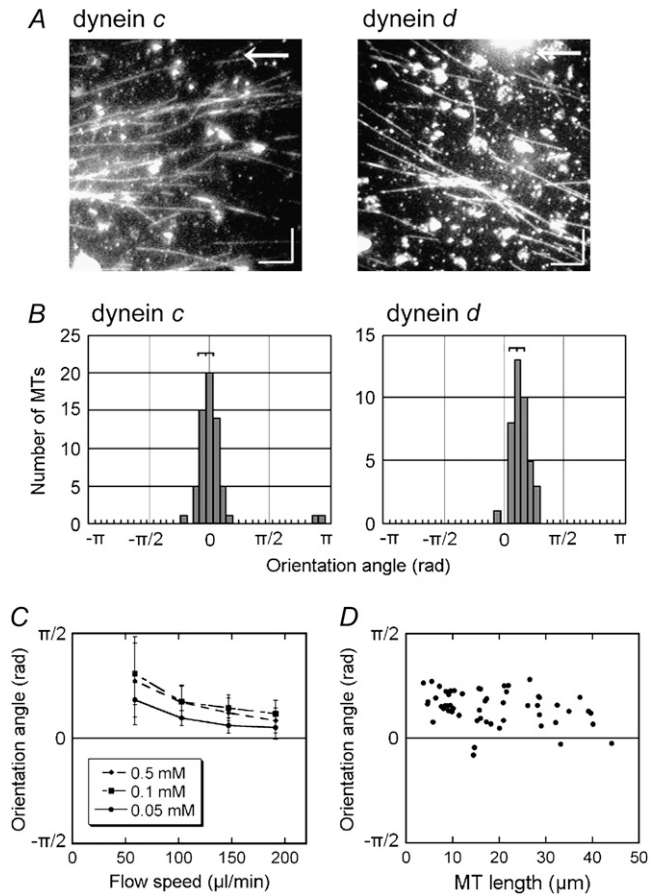 A dynein c dynein d
B dynein c dynein d
25
20
15
10
5
0
Number of MTs
-π -π/2 0 π/2 π
15
10
5
0
-π -π/2 0 π/2 π
Orientation angle (rad)
C
π/2
0
-π/2
Orientation angle (rad)
0.5 mM
0.1 mM
0.05 mM
0 50 100 150 200
Flow speed (µl/min)
D
π/2
0
-π/2
Orientation angle (rad)
0 10 20 30 40 50
MT length (µm)